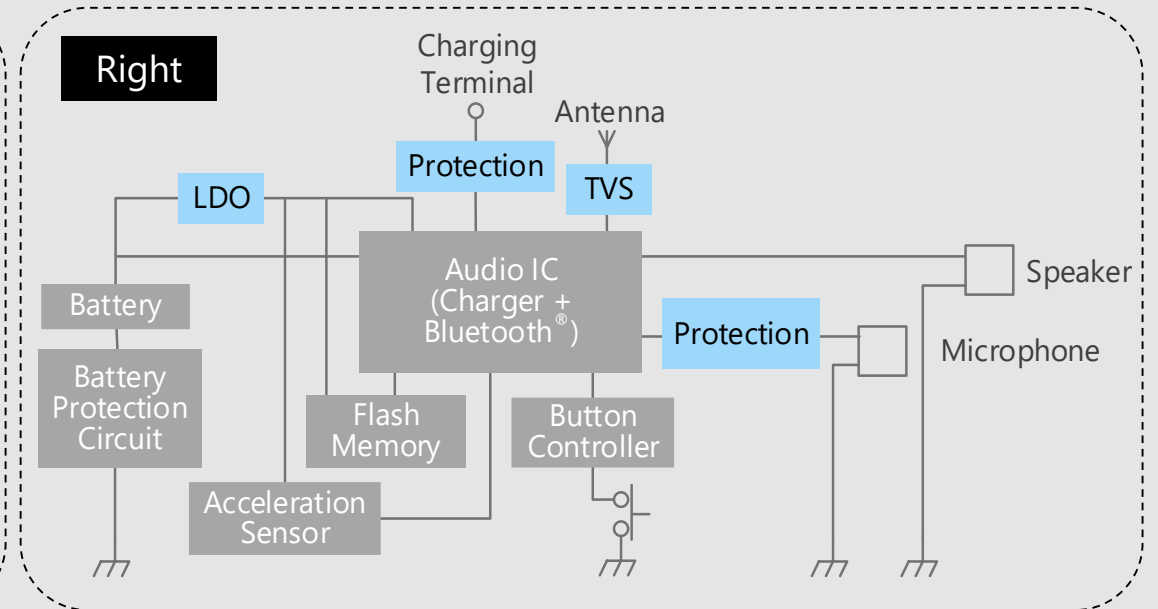 Right
Charging
Terminal
Antenna
Protection
TVS
LDO
Audio IC
(Charger +
Bluetooth®)
Speaker
Battery
Protection
Microphone
Battery
Protection
Circuit
Flash
Memory
Button
Controller
Acceleration
Sensor